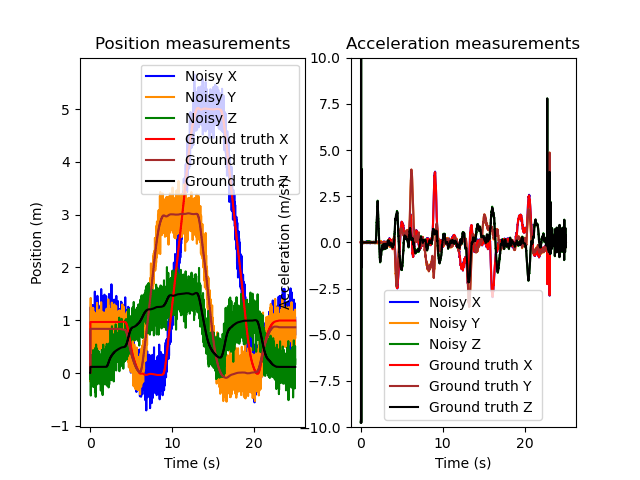 Position measurements
Acceleration measurements
Noisy X
Noisy Y
Noisy Z
Ground truth X
Ground truth Y
Ground truth Z
Position (m)
5
4
3
2
1
0
−1
0
10
20
Time (s)
Acceleration (m/s²)
10.0
7.5
5.0
2.5
0.0
−2.5
−5.0
−7.5
−10.0
Noisy X
Noisy Y
Noisy Z
Ground truth X
Ground truth Y
Ground truth Z
0
10
20
Time (s)